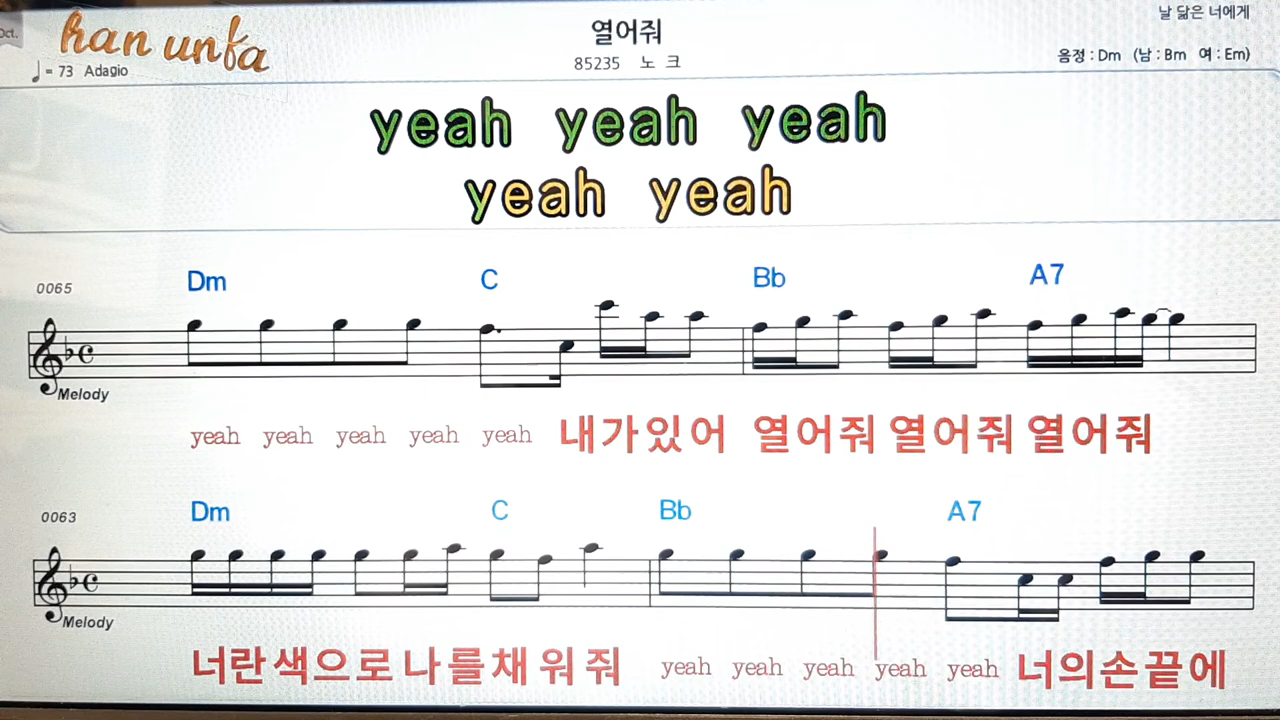 Oct.
han unfa
♩= 73 Adagio
열어줘
85235 노 크
날 닮은 너에게
음정 : Dm (남 : Bm 여 : Em)
yeah yeah yeah
yeah yeah
0065 Dm C Bb A7
Melody
yeah yeah yeah yeah yeah 내가있어 열어줘 열어줘 열어줘
0063 Dm C Bb A7
Melody
너란색으로나를채워줘 yeah yeah yeah yeah yeah 너의손끝에